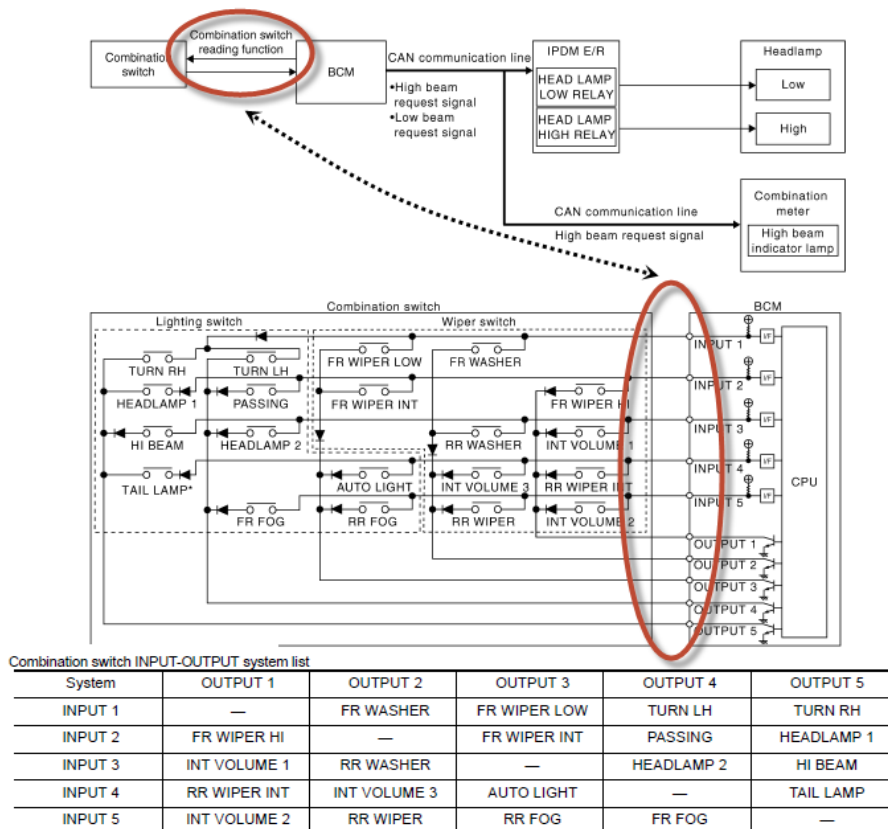 Combination switch reading function
Combination switch
BCM
CAN communication line
•High beam request signal
•Low beam request signal
IPDM E/R
HEAD LAMP LOW RELAY
HEAD LAMP HIGH RELAY
Headlamp
Low
High
CAN communication line
High beam request signal
Combination meter
High beam indicator lamp
Combination switch
BCM
Lighting switch
Wiper switch
TURN RH
TURN LH
FR WIPER LOW
FR WASHER
INPUT 1
I/F
HEADLAMP 1
PASSING
FR WIPER INT
FR WIPER HI
INPUT 2
I/F
HI BEAM
HEADLAMP 2
RR WASHER
INT VOLUME 1
INPUT 3
I/F
TAIL LAMP*
AUTO LIGHT
INT VOLUME 3
RR WIPER INT
INPUT 4
I/F
CPU
FR FOG
RR FOG
RR WIPER
INT VOLUME 2
INPUT 5
I/F
OUTPUT 1
OUTPUT 2
OUTPUT 3
OUTPUT 4
OUTPUT 5
Combination switch INPUT-OUTPUT system list
System OUTPUT 1 OUTPUT 2 OUTPUT 3 OUTPUT 4 OUTPUT 5
INPUT 1 — FR WASHER FR WIPER LOW TURN LH TURN RH
INPUT 2 FR WIPER HI — FR WIPER INT PASSING HEADLAMP 1
INPUT 3 INT VOLUME 1 RR WASHER — HEADLAMP 2 HI BEAM
INPUT 4 RR WIPER INT INT VOLUME 3 AUTO LIGHT — TAIL LAMP
INPUT 5 INT VOLUME 2 RR WIPER RR FOG FR FOG —